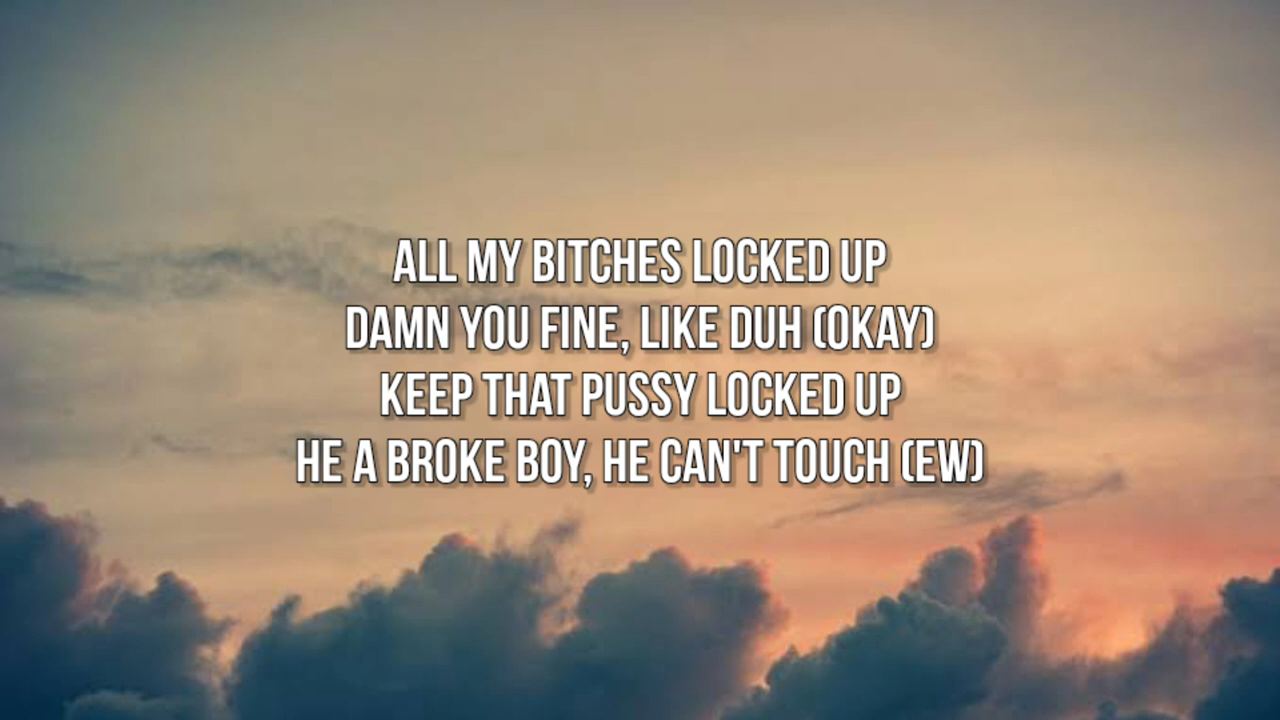 ALL MY BITCHES LOCKED UP
DAMN YOU FINE, LIKE DUH (OKAY)
KEEP THAT PUSSY LOCKED UP
HE A BROKE BOY, HE CAN'T TOUCH (EW)